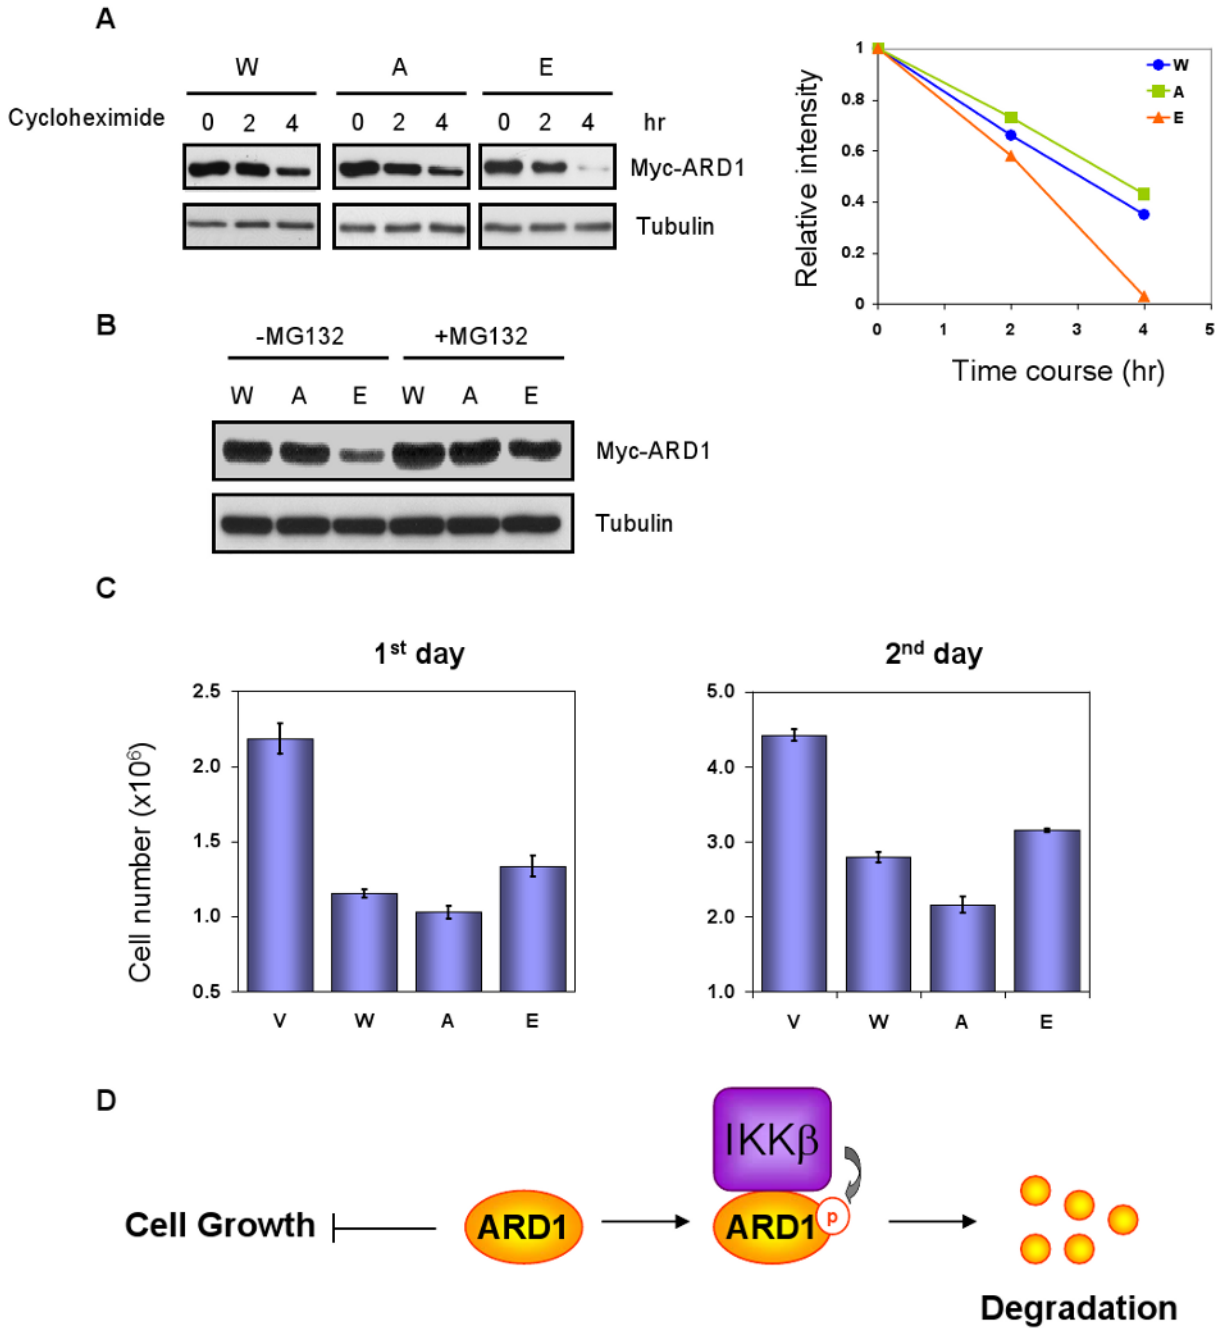 A
W A E
Cycloheximide 0 2 4 0 2 4 0 2 4 hr
Myc-ARD1
Tubulin
Relative intensity
1
0.8
0.6
0.4
0.2
0
0 1 2 3 4 5
Time course (hr)
W
A
E
B
-MG132 +MG132
W A E W A E
Myc-ARD1
Tubulin
C
1st day
Cell number (x10⁶)
2.5
2.0
1.5
1.0
0.5
V W A E
2nd day
5.0
4.0
3.0
2.0
1.0
V W A E
D
IKKβ
Cell Growth ARD1 ARD1 p
Degradation